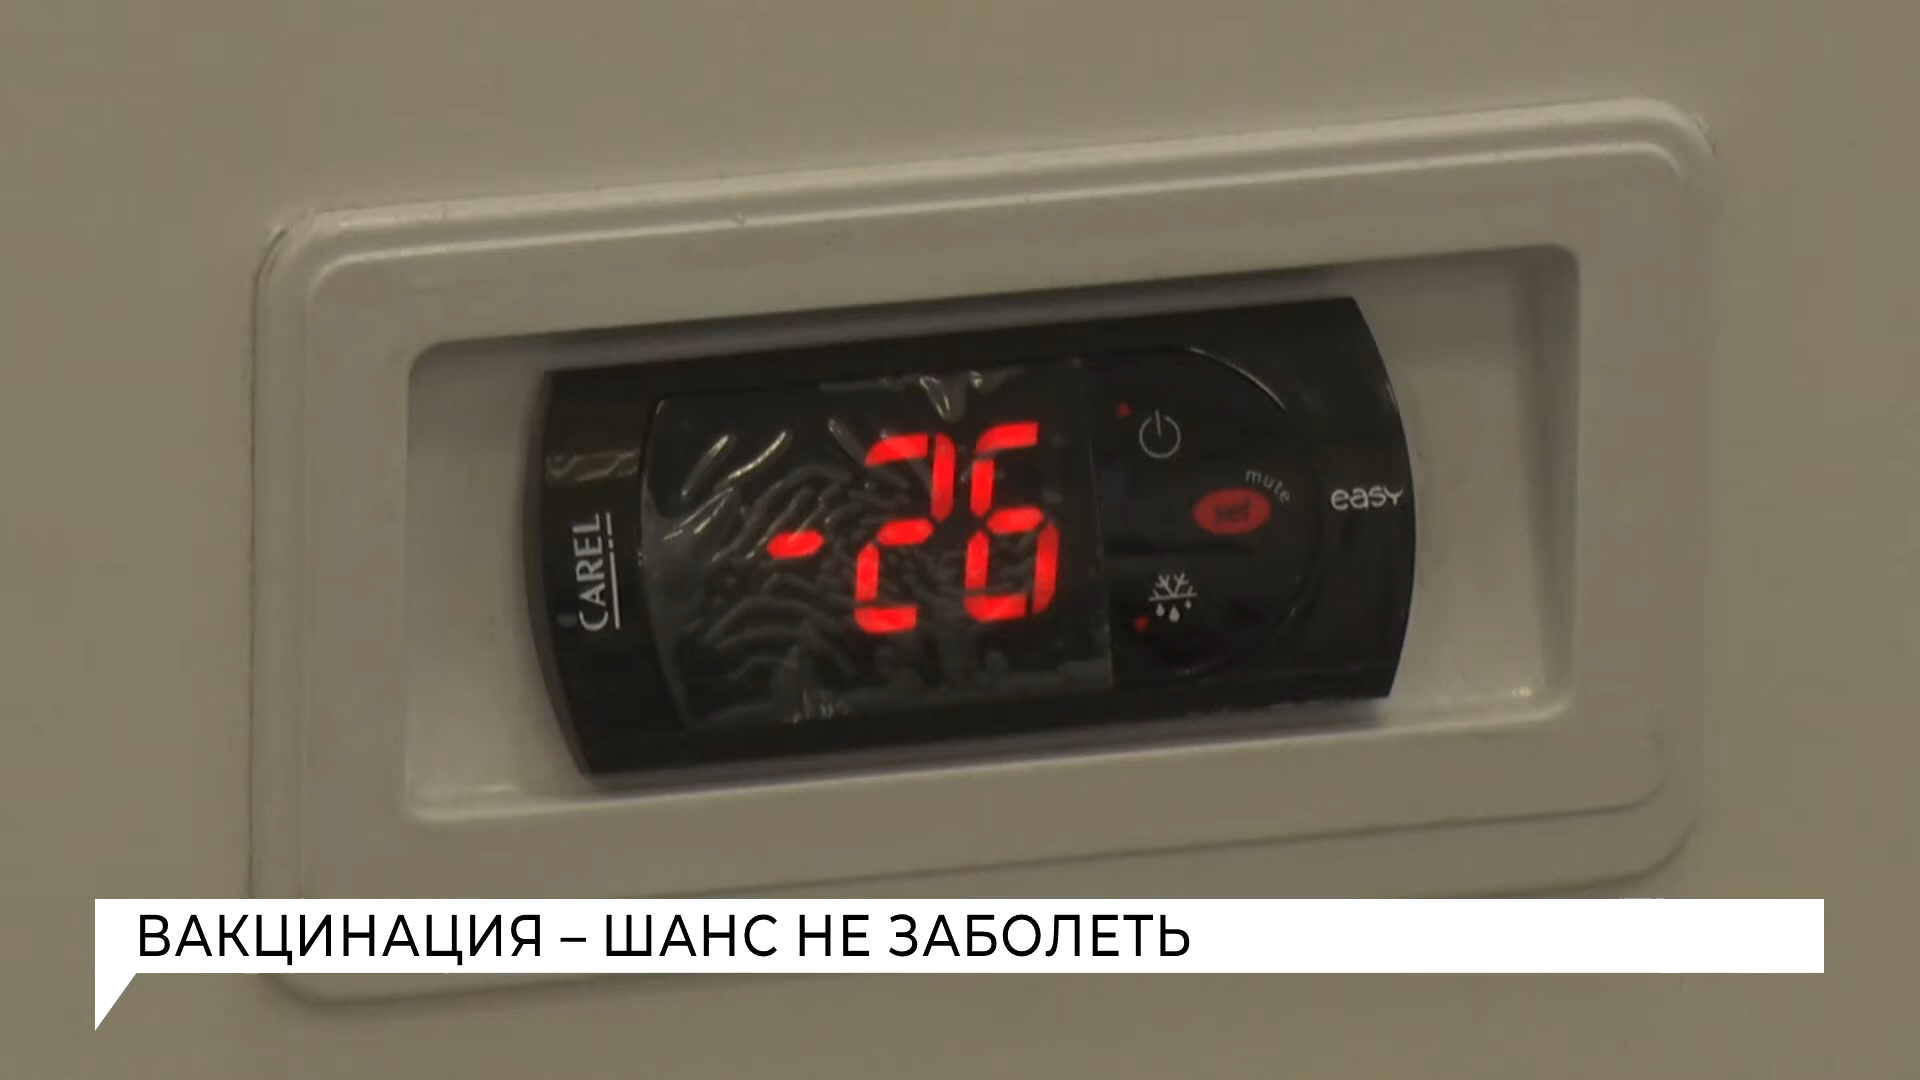 CAREL
-26
mute
set
easy
ВАКЦИНАЦИЯ – ШАНС НЕ ЗАБОЛЕТЬ